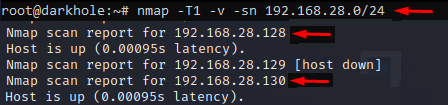 root@darkhole:~# nmap -T1 -v -sn 192.168.28.0/24
Nmap scan report for 192.168.28.128
Host is up (0.00095s latency).
Nmap scan report for 192.168.28.129 [host down]
Nmap scan report for 192.168.28.130
Host is up (0.00095s latency).